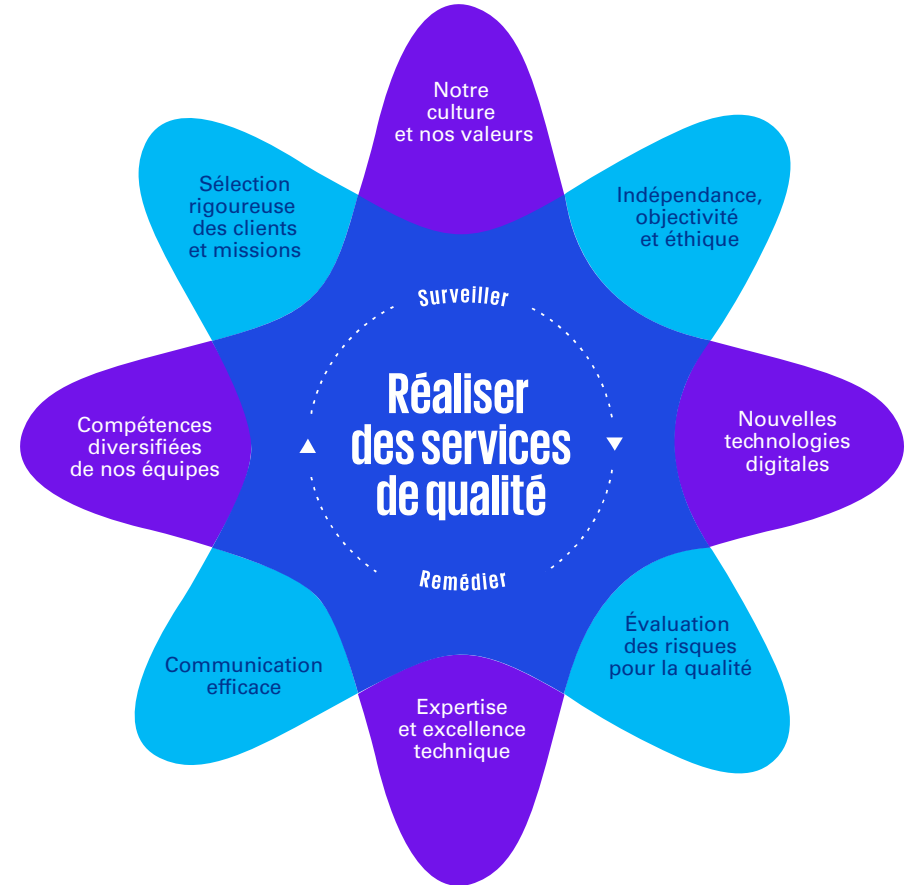 Notre
culture
et nos valeurs
Indépendance,
objectivité
et éthique
Nouvelles
technologies
digitales
Évaluation
des risques
pour la qualité
Expertise
et excellence
technique
Communication
efficace
Compétences
diversifiées
de nos équipes
Sélection
rigoureuse
des clients
et missions
Surveiller
Réaliser
des services
de qualité
Remédier